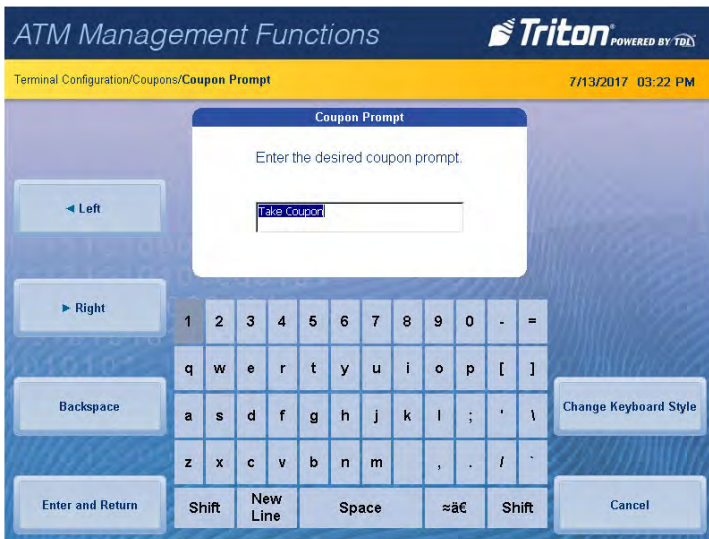 ATM Management Functions
Triton POWERED BY TDL
Terminal Configuration/Coupons/Coupon Prompt
7/13/2017 03:22 PM
Coupon Prompt
Enter the desired coupon prompt.
Take Coupon
◄ Left
► Right
Backspace
Enter and Return
1 2 3 4 5 6 7 8 9 0 - =
q w e r t y u i o p [ ]
a s d f g h j k l ; ' \
z x c v b n m , . / `
Shift New Line Space ≈ä€ Shift
Change Keyboard Style
Cancel